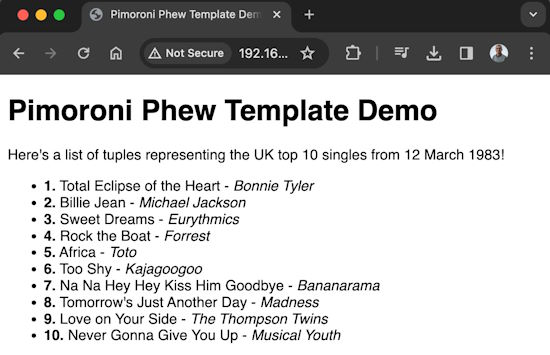 Pimoroni Phew Template Dem
Not Secure 192.16...
Pimoroni Phew Template Demo
Here's a list of tuples representing the UK top 10 singles from 12 March 1983!
• 1. Total Eclipse of the Heart - Bonnie Tyler
• 2. Billie Jean - Michael Jackson
• 3. Sweet Dreams - Eurythmics
• 4. Rock the Boat - Forrest
• 5. Africa - Toto
• 6. Too Shy - Kajagoogoo
• 7. Na Na Hey Hey Kiss Him Goodbye - Bananarama
• 8. Tomorrow's Just Another Day - Madness
• 9. Love on Your Side - The Thompson Twins
• 10. Never Gonna Give You Up - Musical Youth